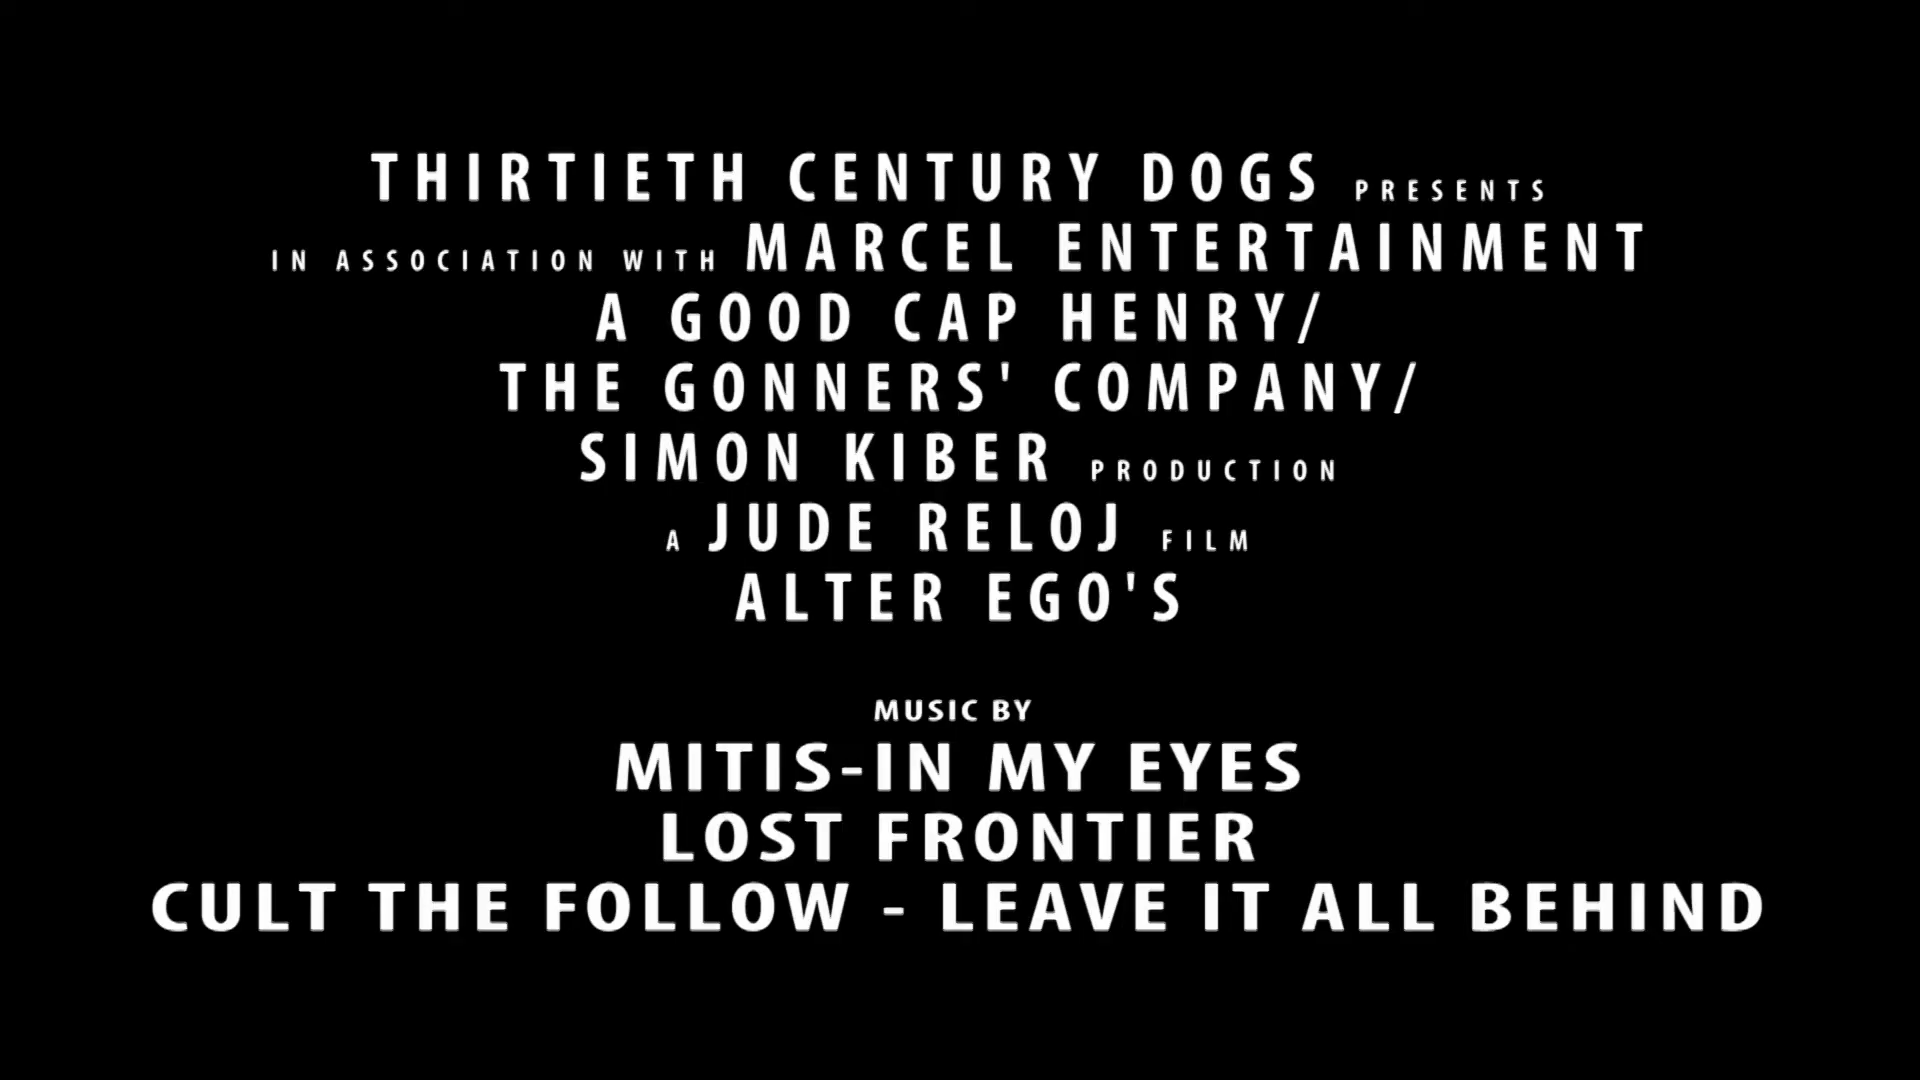 THIRTIETH CENTURY DOGS PRESENTS
IN ASSOCIATION WITH MARCEL ENTERTAINMENT
A GOOD CAP HENRY/
THE GONNERS' COMPANY/
SIMON KIBER PRODUCTION
A JUDE RELOJ FILM
ALTER EGO'S
MUSIC BY
MITIS-IN MY EYES
LOST FRONTIER
CULT THE FOLLOW - LEAVE IT ALL BEHIND